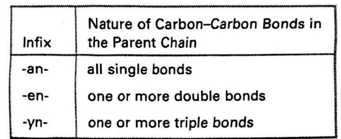 Nature of Carbon–Carbon Bonds in
Infix the Parent Chain
-an- all single bonds
-en- one or more double bonds
-yn- one or more triple bonds